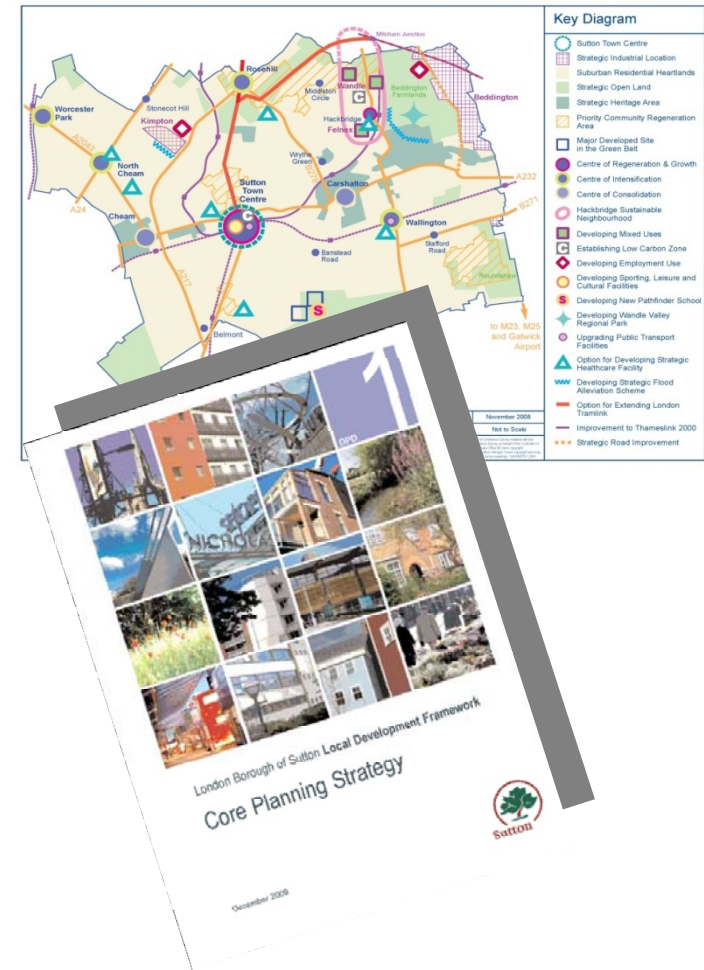 Key Diagram
Sutton Town Centre
Strategic Industrial Location
Suburban Residential Heartlands
Strategic Open Land
Strategic Heritage Area
Priority Community Regeneration
Area
Major Developed Site
in the Green Belt
Centre of Regeneration & Growth
Centre of Intensification
Centre of Consolidation
Hackbridge Sustainable
Neighbourhood
Developing Mixed Uses
C
Establishing Low Carbon Zone
Developing Employment Use
Developing Sporting, Leisure and
Cultural Facilities
S
Developing New Pathfinder School
Developing Wandle Valley
Regional Park
Upgrading Public Transport
Facilities
Option for Developing Strategic
Healthcare Facility
Developing Strategic Flood
Alleviation Scheme
Option for Extending London
Tramlink
Improvement to Thameslink 2000
Strategic Road Improvement
Mitcham Junction
Rosehill
Middleton
Circle
Wandle
C
Beddington
Farmlands
Beddington
Worcester
Park
Stonecot Hill
Kimpton
Hackbridge
Felnex
A2043
North
Cheam
Wrythe
Green
Sutton
Town
Centre
Carshalton
A232
A24
B271
Cheam
C
Wallington
Stafford
Road
Banstead
Road
Roundshaw
A217
S
Belmont
to M23, M25
and Gatwick
Airport
November 2008
Not to Scale
1
DPD
NICHOLA
E
London Borough of Sutton Local Development Framework
Core Planning Strategy
Sutton
December 2009